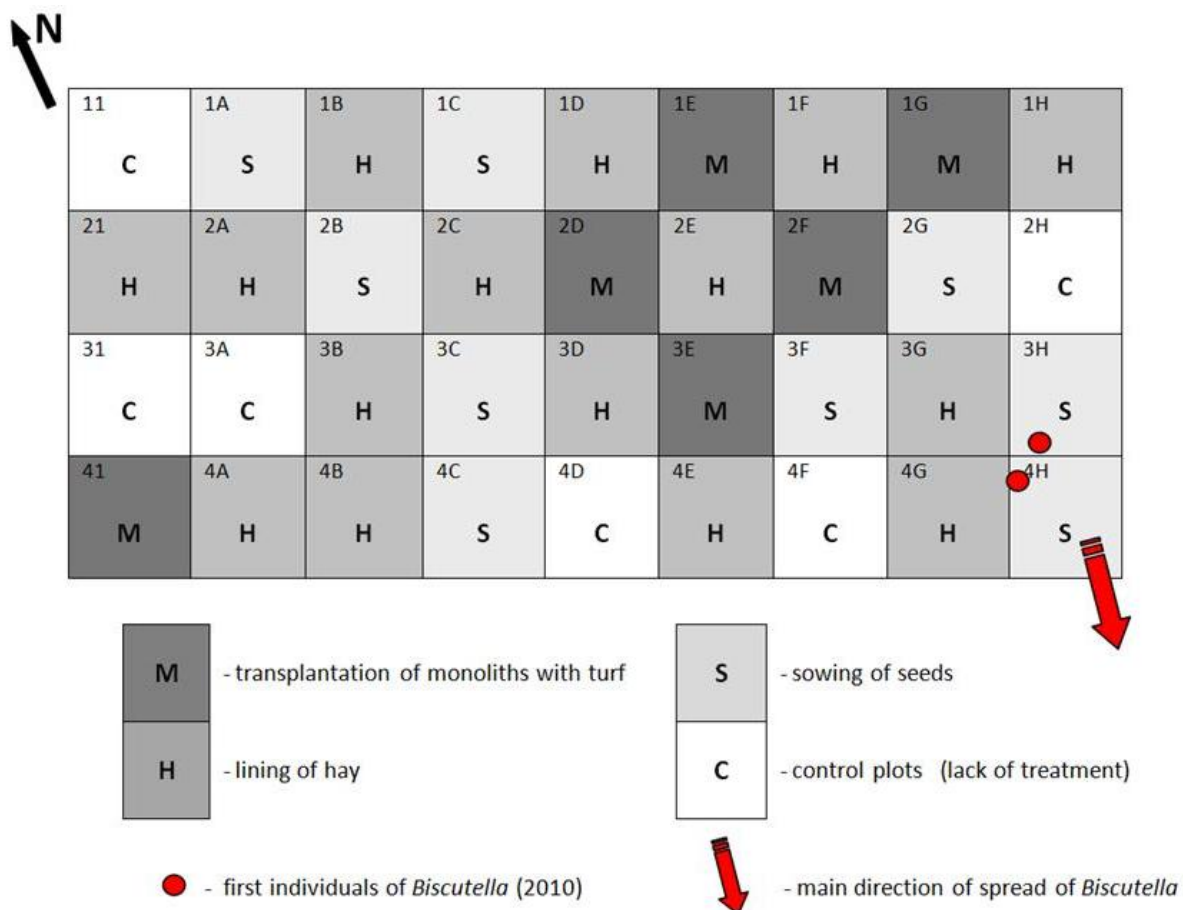 N
11 1A 1B 1C 1D 1E 1F 1G 1H
C S H S H M H M H
21 2A 2B 2C 2D 2E 2F 2G 2H
H H S H M H M S C
31 3A 3B 3C 3D 3E 3F 3G 3H
C C H S H M S H S
41 4A 4B 4C 4D 4E 4F 4G 4H
M H H S C H C H S
M - transplantation of monoliths with turf S - sowing of seeds
H - lining of hay C - control plots (lack of treatment)
- first individuals of Biscutella (2010) - main direction of spread of Biscutella